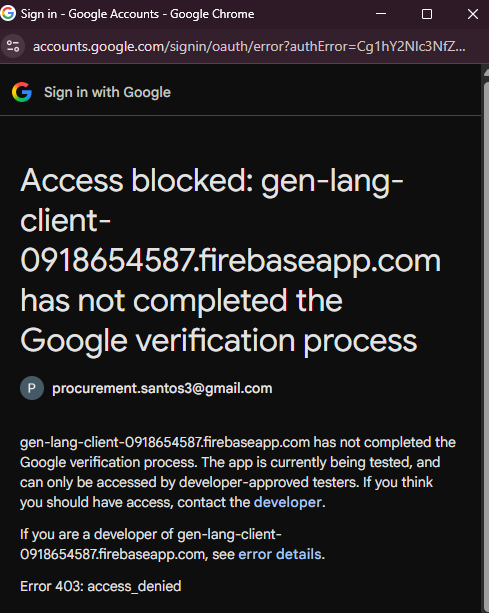 Sign in - Google Accounts - Google Chrome
accounts.google.com/signin/oauth/error?authError=Cg1hY2Nlc3NfZ...
Sign in with Google
Access blocked: gen-lang-
client-
0918654587.firebaseapp.com
has not completed the
Google verification process
P procurement.santos3@gmail.com
gen-lang-client-0918654587.firebaseapp.com has not completed the
Google verification process. The app is currently being tested, and
can only be accessed by developer-approved testers. If you think
you should have access, contact the developer.
If you are a developer of gen-lang-client-
0918654587.firebaseapp.com, see error details.
Error 403: access_denied